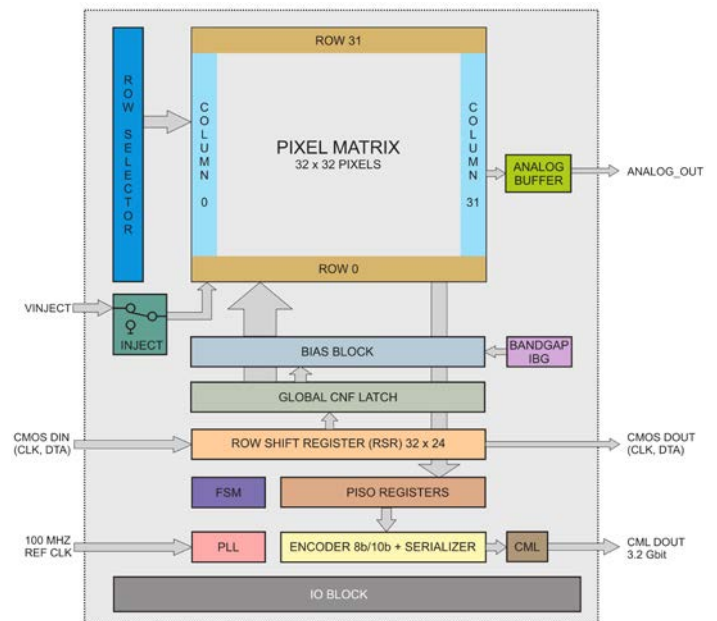 ROW 31
ROW SELECTOR
COLUMN 0
PIXEL MATRIX
32 x 32 PIXELS
COLUMN 31
ANALOG
BUFFER
ANALOG_OUT
ROW 0
VINJECT
INJECT
BIAS BLOCK
BANDGAP
IBG
GLOBAL CNF LATCH
CMOS DIN
(CLK, DTA)
ROW SHIFT REGISTER (RSR) 32 x 24
CMOS DOUT
(CLK, DTA)
FSM
PISO REGISTERS
100 MHZ
REF CLK
PLL
ENCODER 8b/10b + SERIALIZER
CML
CML DOUT
3.2 Gbit
IO BLOCK